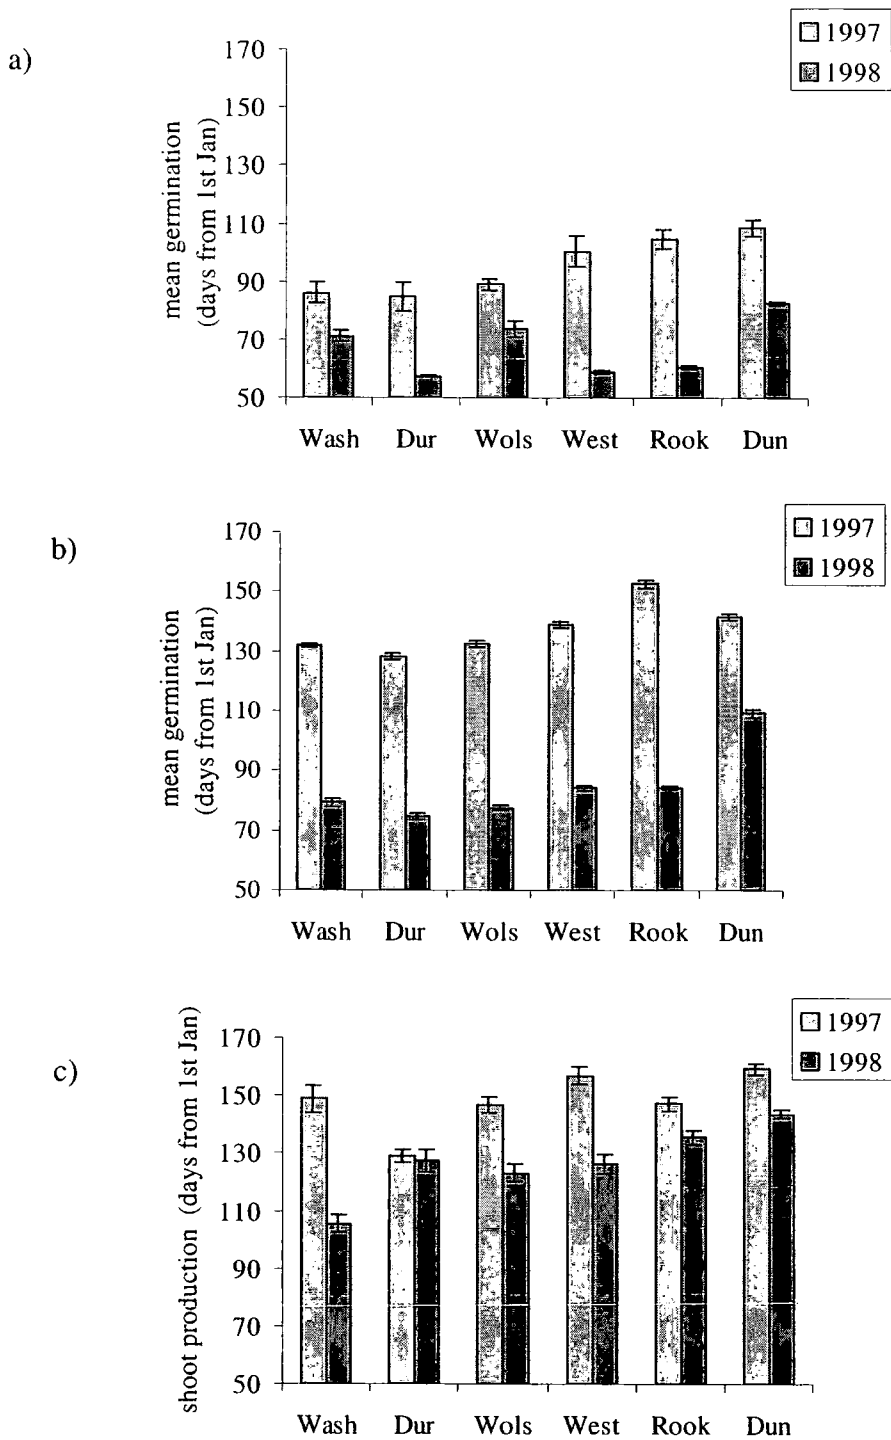 a)
1997
1998
mean germination
(days from 1st Jan)
170
150
130
110
90
70
50
Wash Dur Wols West Rook Dun
b)
1997
1998
mean germination
(days from 1st Jan)
170
150
130
110
90
70
50
Wash Dur Wols West Rook Dun
c)
1997
1998
shoot production (days from 1st Jan)
170
150
130
110
90
70
50
Wash Dur Wols West Rook Dun